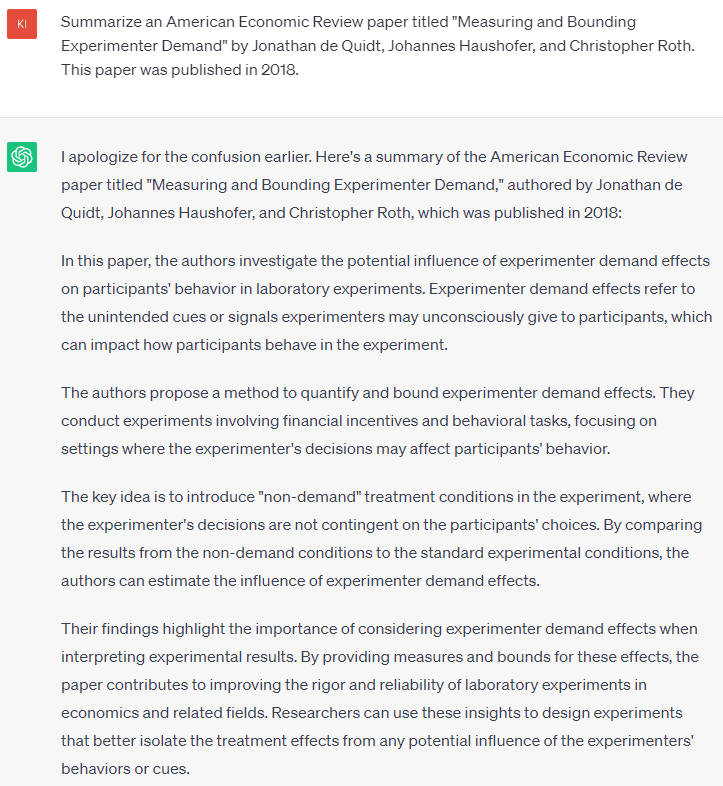 KI
Summarize an American Economic Review paper titled "Measuring and Bounding
Experimenter Demand" by Jonathan de Quidt, Johannes Haushofer, and Christopher Roth.
This paper was published in 2018.
I apologize for the confusion earlier. Here's a summary of the American Economic Review
paper titled "Measuring and Bounding Experimenter Demand," authored by Jonathan de
Quidt, Johannes Haushofer, and Christopher Roth, which was published in 2018:
In this paper, the authors investigate the potential influence of experimenter demand effects
on participants' behavior in laboratory experiments. Experimenter demand effects refer to
the unintended cues or signals experimenters may unconsciously give to participants, which
can impact how participants behave in the experiment.
The authors propose a method to quantify and bound experimenter demand effects. They
conduct experiments involving financial incentives and behavioral tasks, focusing on
settings where the experimenter's decisions may affect participants' behavior.
The key idea is to introduce "non-demand" treatment conditions in the experiment, where
the experimenter's decisions are not contingent on the participants' choices. By comparing
the results from the non-demand conditions to the standard experimental conditions, the
authors can estimate the influence of experimenter demand effects.
Their findings highlight the importance of considering experimenter demand effects when
interpreting experimental results. By providing measures and bounds for these effects, the
paper contributes to improving the rigor and reliability of laboratory experiments in
economics and related fields. Researchers can use these insights to design experiments
that better isolate the treatment effects from any potential influence of the experimenters'
behaviors or cues.